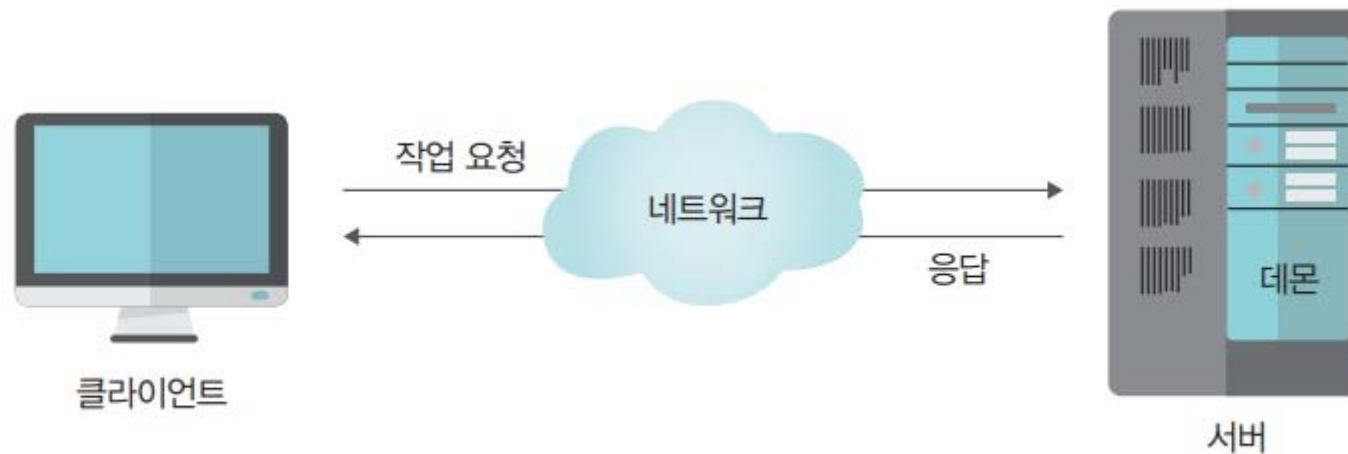 작업 요청
네트워크
응답
데몬
클라이언트
서버